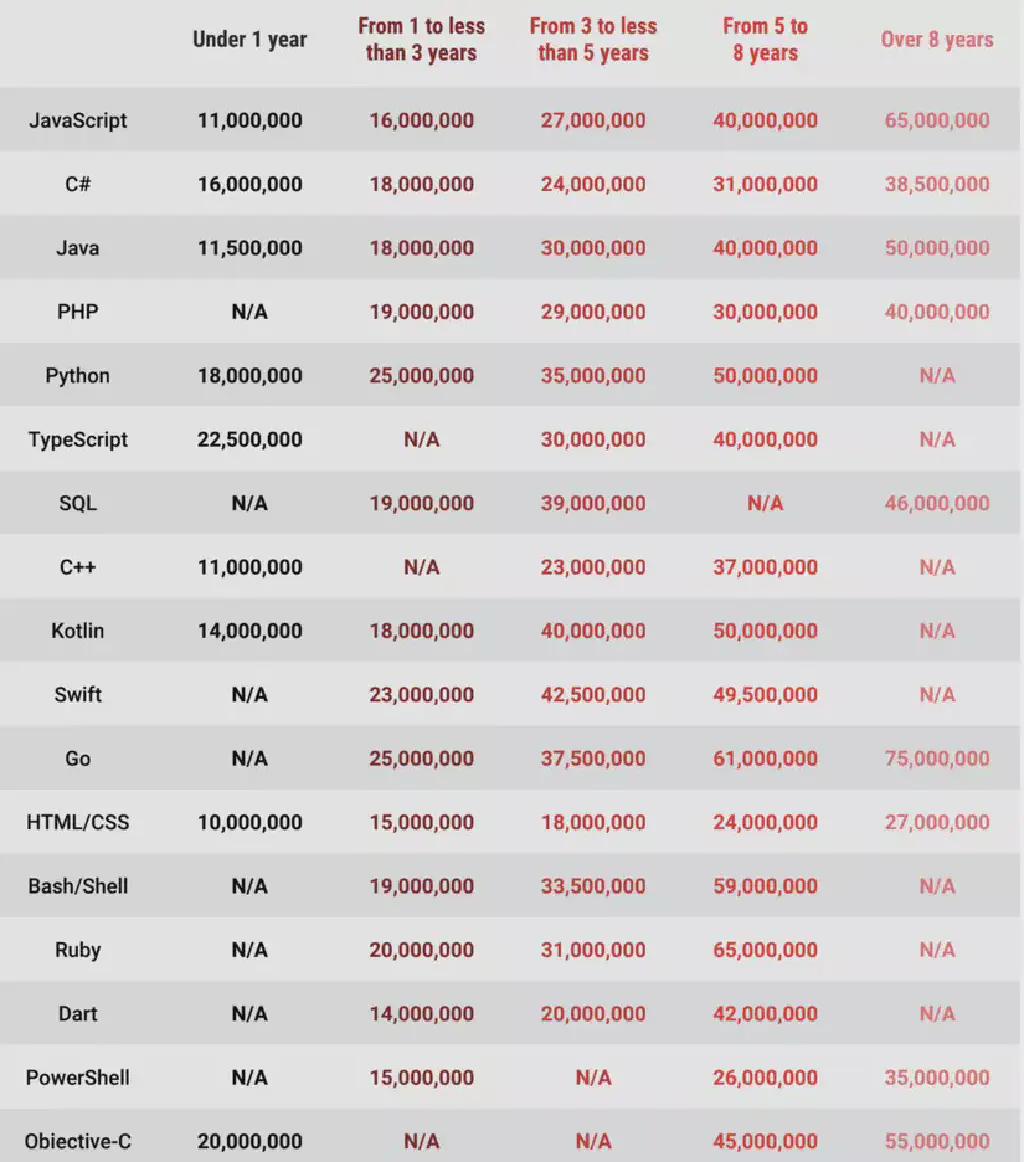 Under 1 year From 1 to less than 3 years From 3 to less than 5 years From 5 to 8 years Over 8 years
JavaScript 11,000,000 16,000,000 27,000,000 40,000,000 65,000,000
C# 16,000,000 18,000,000 24,000,000 31,000,000 38,500,000
Java 11,500,000 18,000,000 30,000,000 40,000,000 50,000,000
PHP N/A 19,000,000 29,000,000 30,000,000 40,000,000
Python 18,000,000 25,000,000 35,000,000 50,000,000 N/A
TypeScript 22,500,000 N/A 30,000,000 40,000,000 N/A
SQL N/A 19,000,000 39,000,000 N/A 46,000,000
C++ 11,000,000 N/A 23,000,000 37,000,000 N/A
Kotlin 14,000,000 18,000,000 40,000,000 50,000,000 N/A
Swift N/A 23,000,000 42,500,000 49,500,000 N/A
Go N/A 25,000,000 37,500,000 61,000,000 75,000,000
HTML/CSS 10,000,000 15,000,000 18,000,000 24,000,000 27,000,000
Bash/Shell N/A 19,000,000 33,500,000 59,000,000 N/A
Ruby N/A 20,000,000 31,000,000 65,000,000 N/A
Dart N/A 14,000,000 20,000,000 42,000,000 N/A
PowerShell N/A 15,000,000 N/A 26,000,000 35,000,000
Obiective-C 20,000,000 N/A N/A 45,000,000 55,000,000